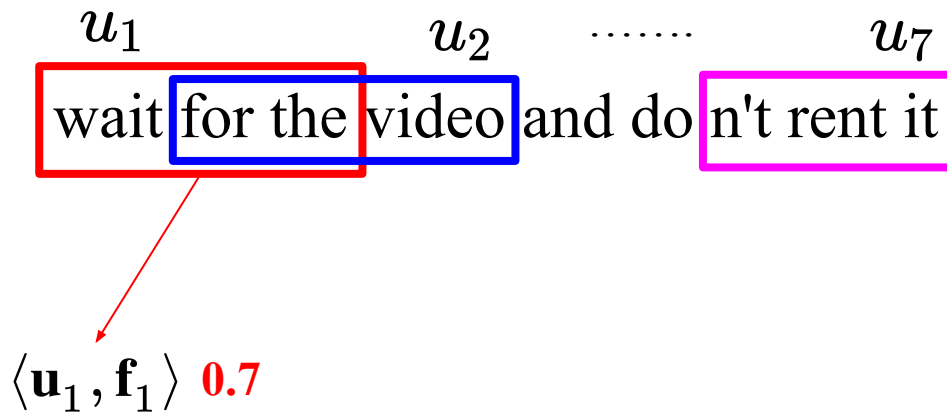 u₁ u₂ ....... u₇
wait for the video and do n't rent it
⟨u₁, f₁⟩ 0.7